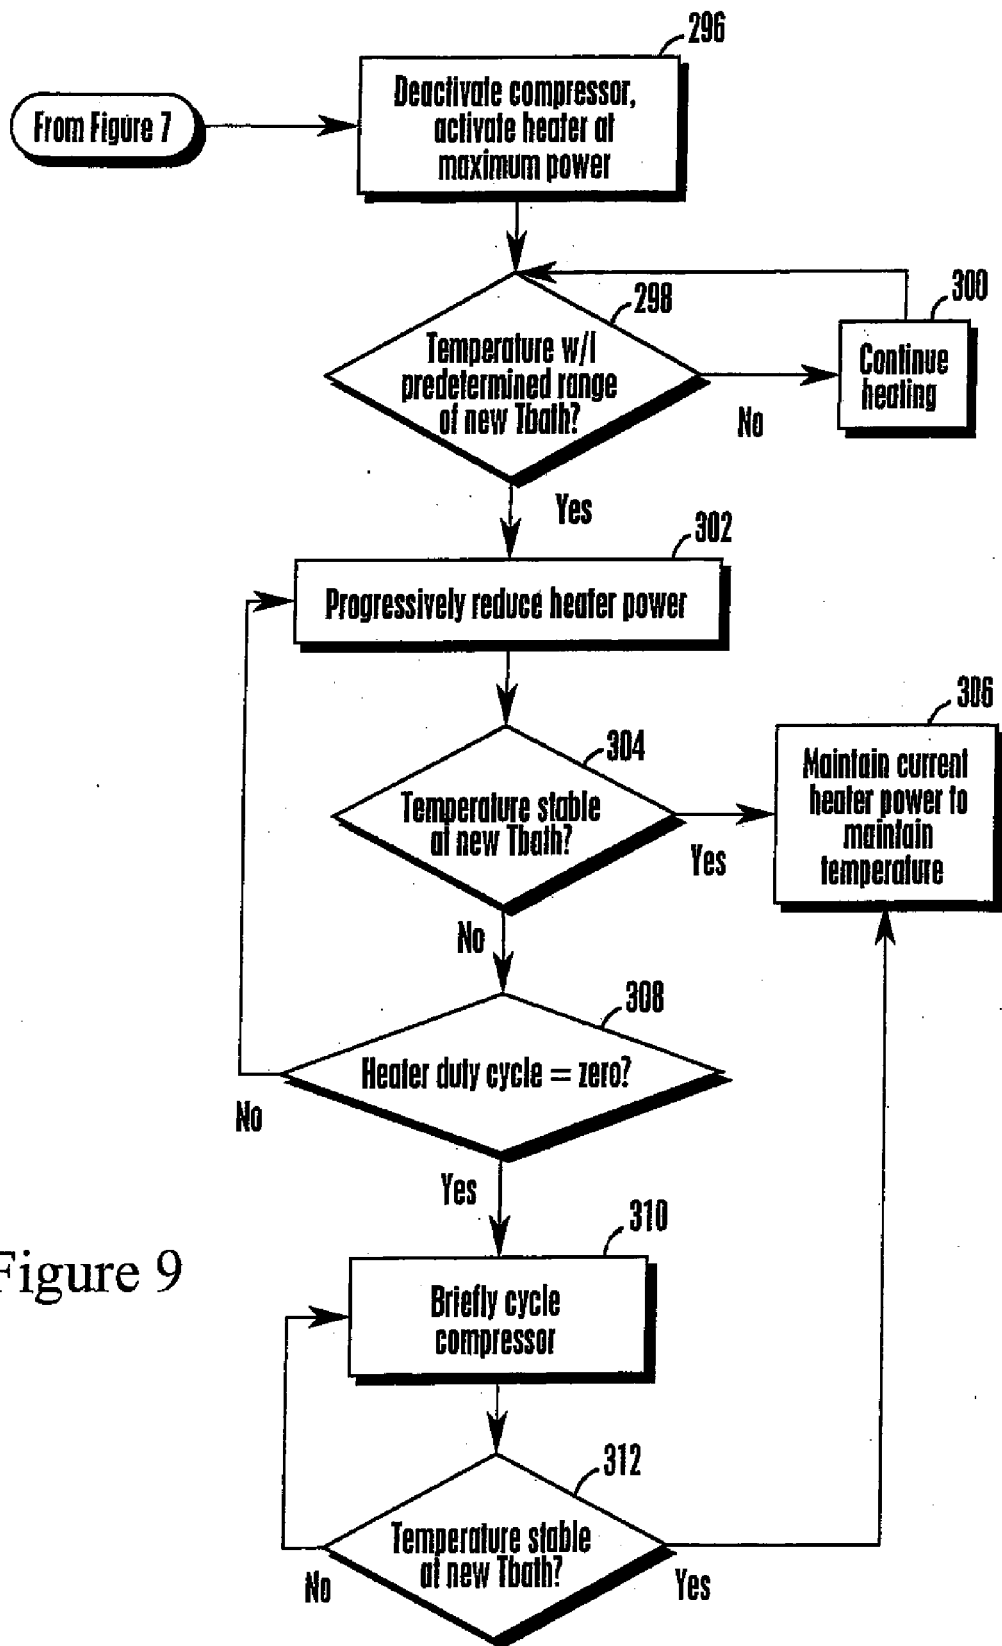 296
From Figure 7
Deactivate compressor,
activate heater at
maximum power
298
300
Temperature w/i
predetermined range
of new Tbath?
Continue
heating
No
Yes
302
Progressively reduce heater power
304
306
Temperature stable
at new Tbath?
Maintain current
heater power to
maintain
temperature
Yes
No
308
Heater duty cycle = zero?
No
Yes
310
Figure 9
Briefly cycle
compressor
312
Temperature stable
at new Tbath?
No
Yes